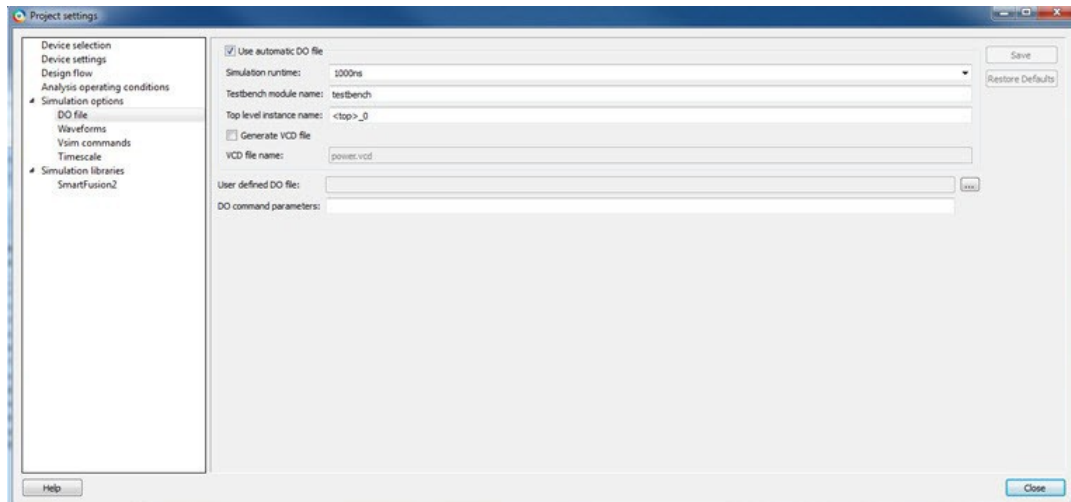 Project settings
Device selection
Device settings
Design flow
Analysis operating conditions
Simulation options
DO file
Waveforms
Vsim commands
Timescale
Simulation libraries
SmartFusion2
Use automatic DO file
Simulation runtime: 1000ns
Testbench module name: testbench
Top level instance name: <top>_0
Generate VCD file
VCD file name: power.vcd
User defined DO file: ...
DO command parameters:
Save
Restore Defaults
Help
Close